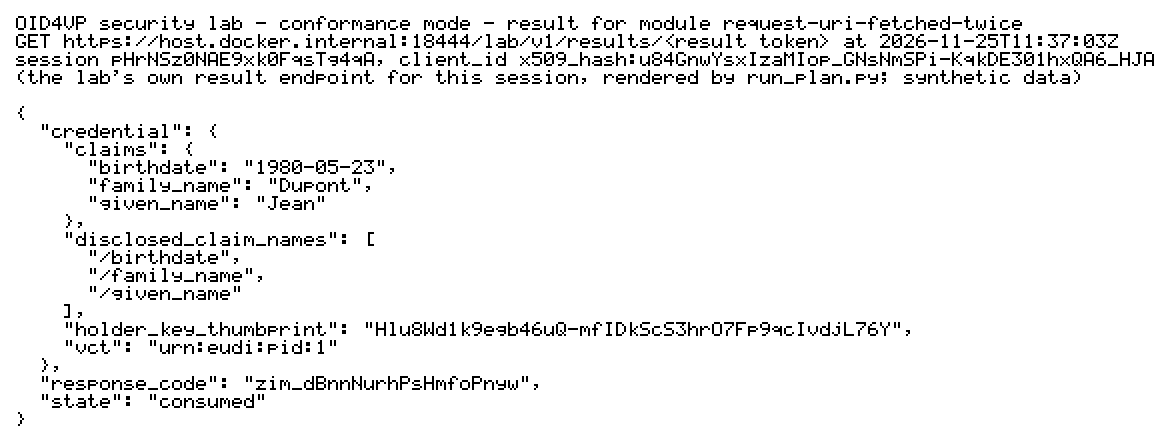 OID4VP security lab - conformance mode - result for module request-uri-fetched-twice
GET https://host.docker.internal:18444/lab/v1/results/<result token> at 2026-11-25T11:37:03Z
session pHrNSz0NAE9xk0FqsTg4qA, client_id x509_hash:u84GnwYsxIzaMIop_GNsNmSPi-KqkDE301hxQA6_HJA
(the lab's own result endpoint for this session, rendered by run_plan.py; synthetic data)
{
  "credential": {
    "claims": {
      "birthdate": "1980-05-23",
      "family_name": "Dupont",
      "given_name": "Jean"
    },
    "disclosed_claim_names": [
      "/birthdate",
      "/family_name",
      "/given_name"
    ],
    "holder_key_thumbprint": "Hlu8Wd1k9egb46uQ-mfIDkScS3hrO7Fp9qcIvdjL76Y",
    "vct": "urn:eudi:pid:1"
  },
  "response_code": "zim_dBnnNurhPsHmfoPnyw",
  "state": "consumed"
}